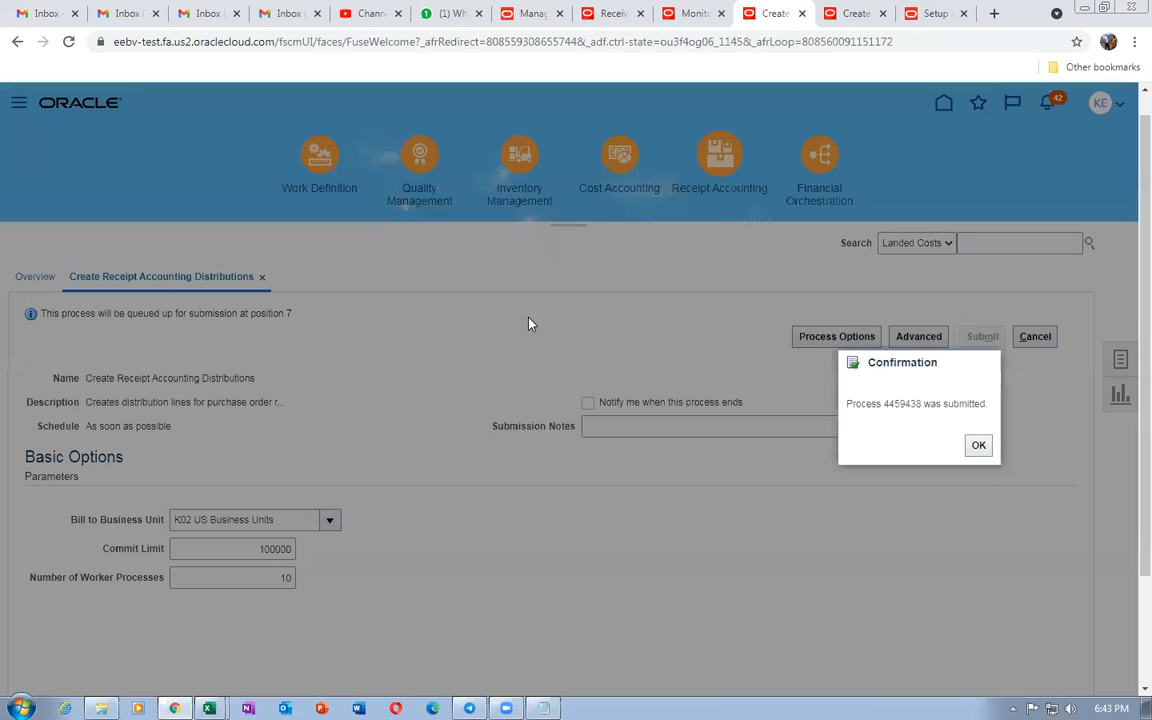 Inbox -
Inbox (
Inbox (
Inbox (
Chann
(1) Wh
Manag
Receiv
Monito
Create
Create
Setup
eebv-test.fa.us2.oraclecloud.com/fscmUI/faces/FuseWelcome?_afrRedirect=808559308655744&_adf.ctrl-state=ou3f4og06_1145&_afrLoop=808560091151172
Other bookmarks
ORACLE
42
KE
Work Definition
Quality
Management
Inventory
Management
Cost Accounting
Receipt Accounting
Financial
Orchestration
Search Landed Costs
Overview
Create Receipt Accounting Distributions
This process will be queued up for submission at position 7
Process Options
Advanced
Submit
Cancel
Confirmation
Process 4459438 was submitted.
OK
Name Create Receipt Accounting Distributions
Description Creates distribution lines for purchase order r...
Notify me when this process ends
Schedule As soon as possible
Submission Notes
Basic Options
Parameters
Bill to Business Unit K02 US Business Units
Commit Limit 100000
Number of Worker Processes 10
6:43 PM